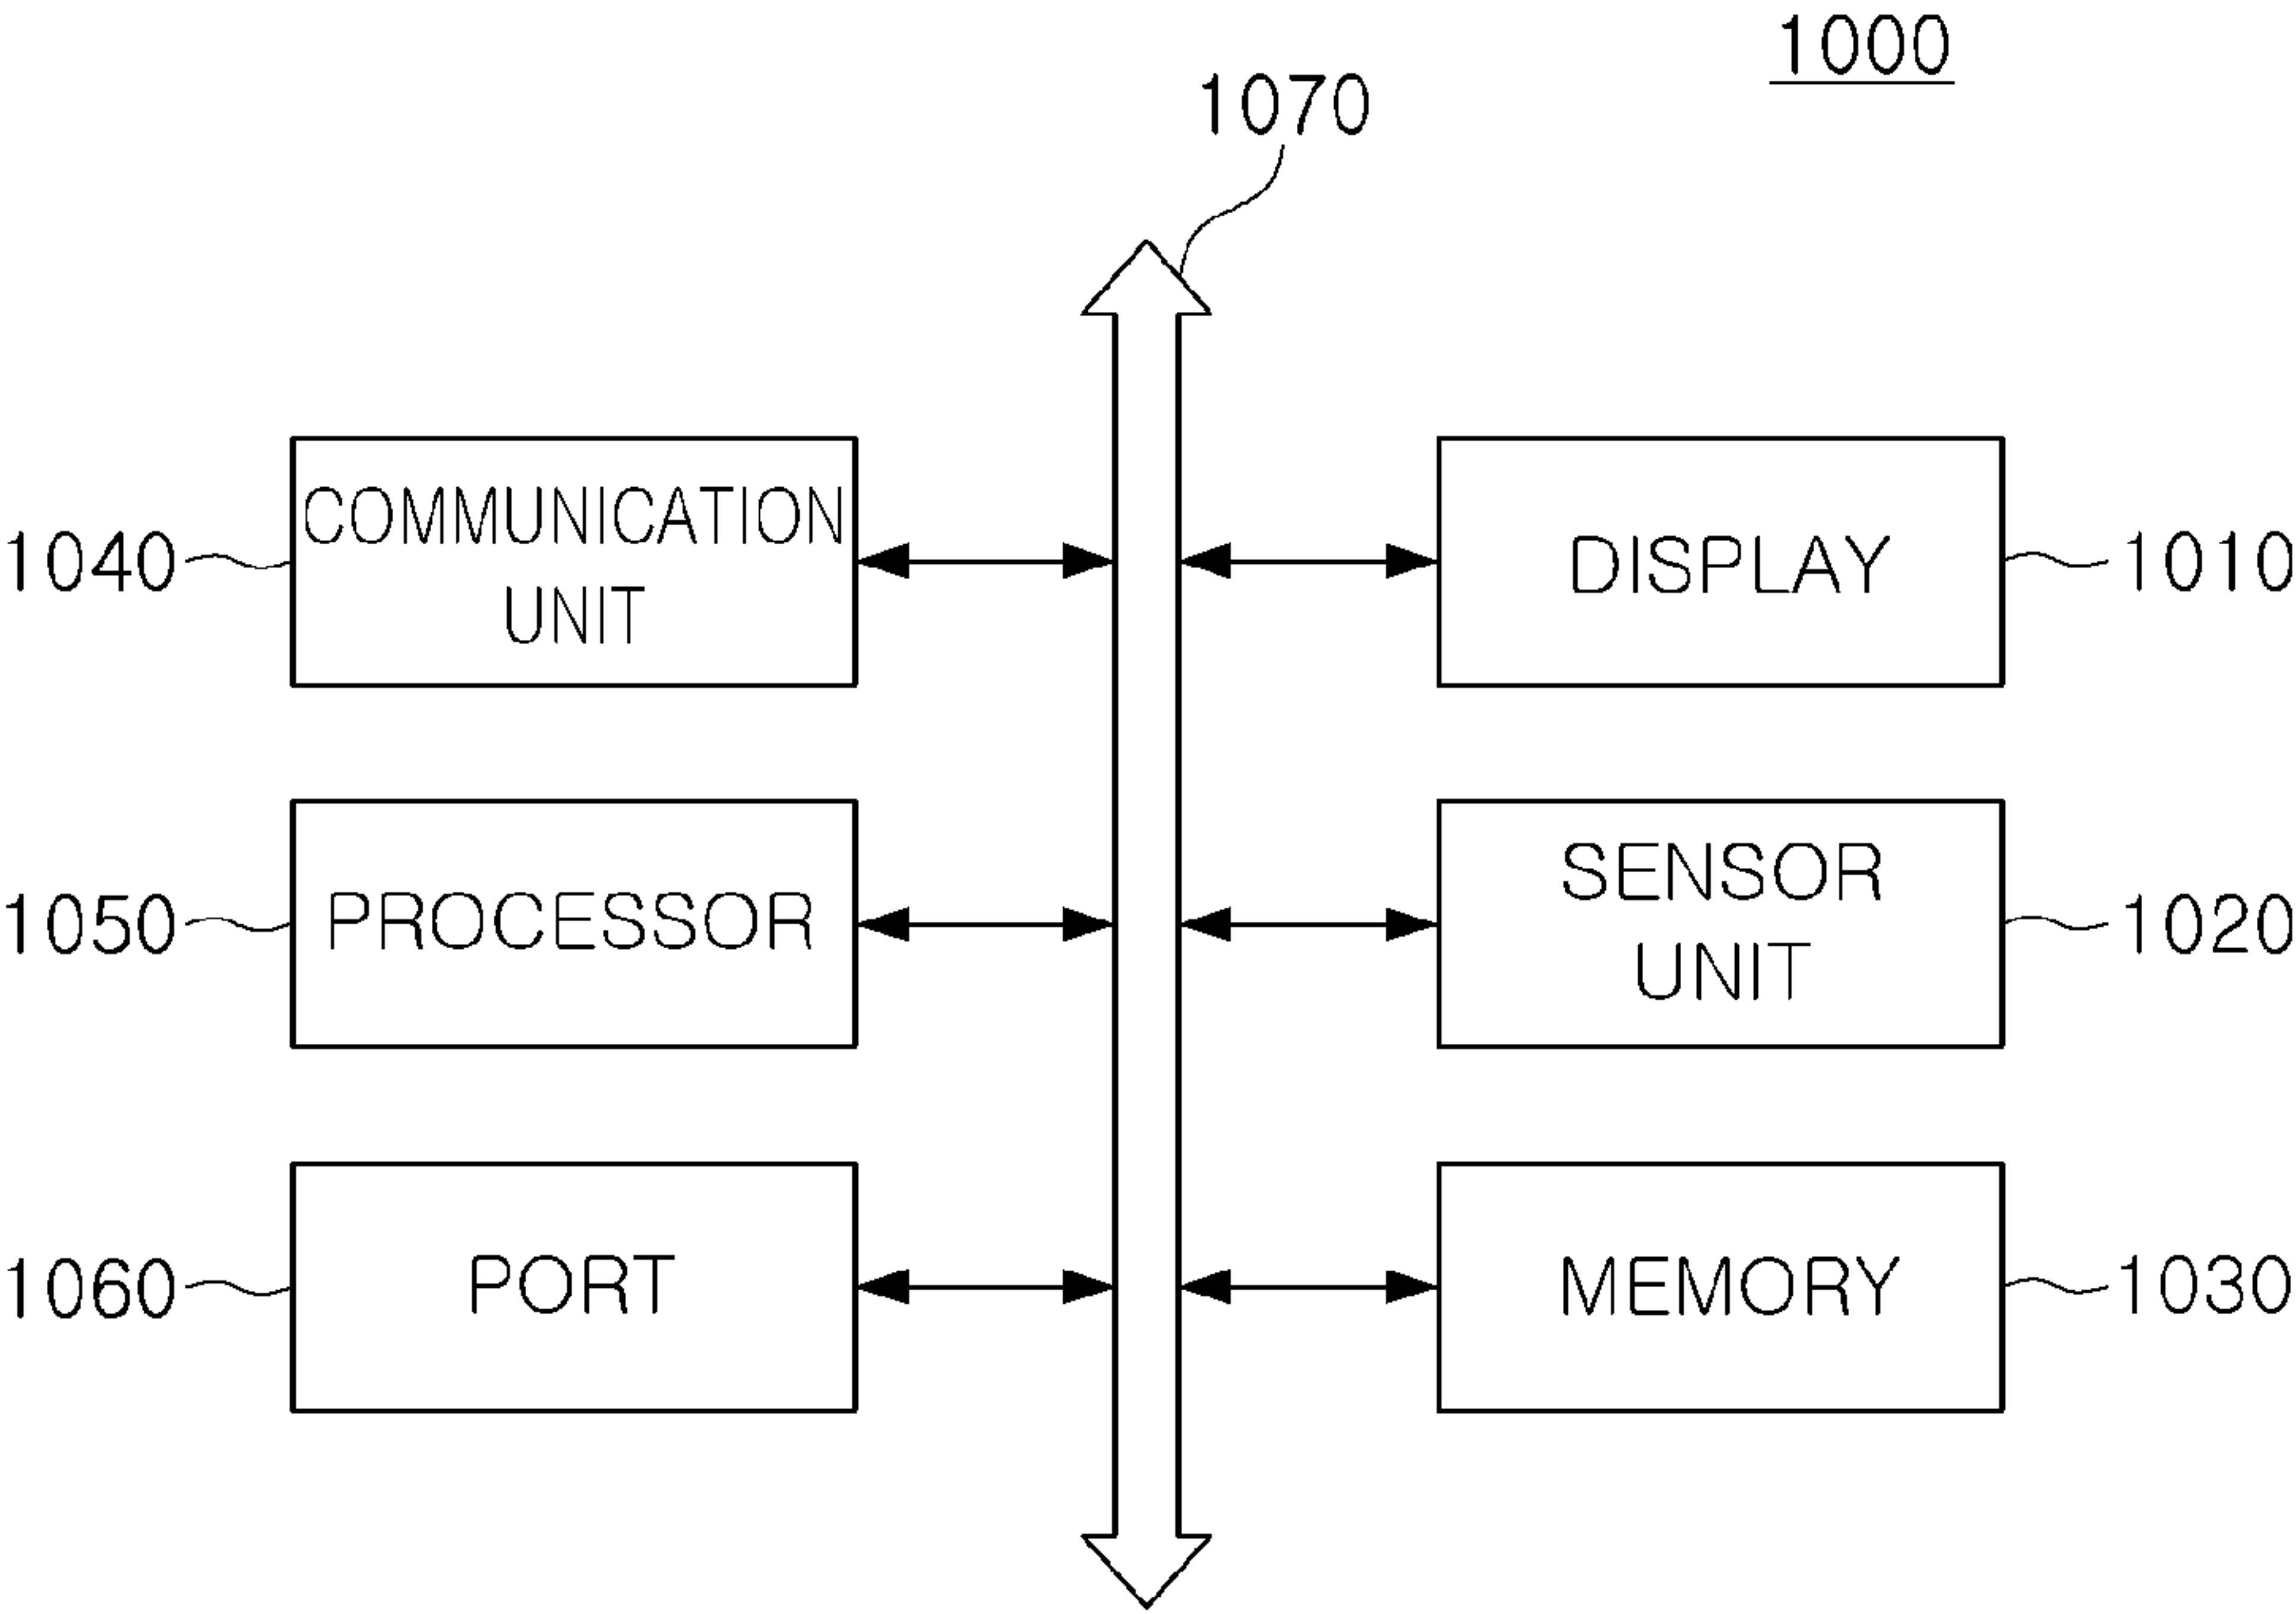 1000
1070
COMMUNICATION
UNIT
1040
DISPLAY
1010
1050
PROCESSOR
SENSOR
UNIT
1020
1060
PORT
MEMORY
1030